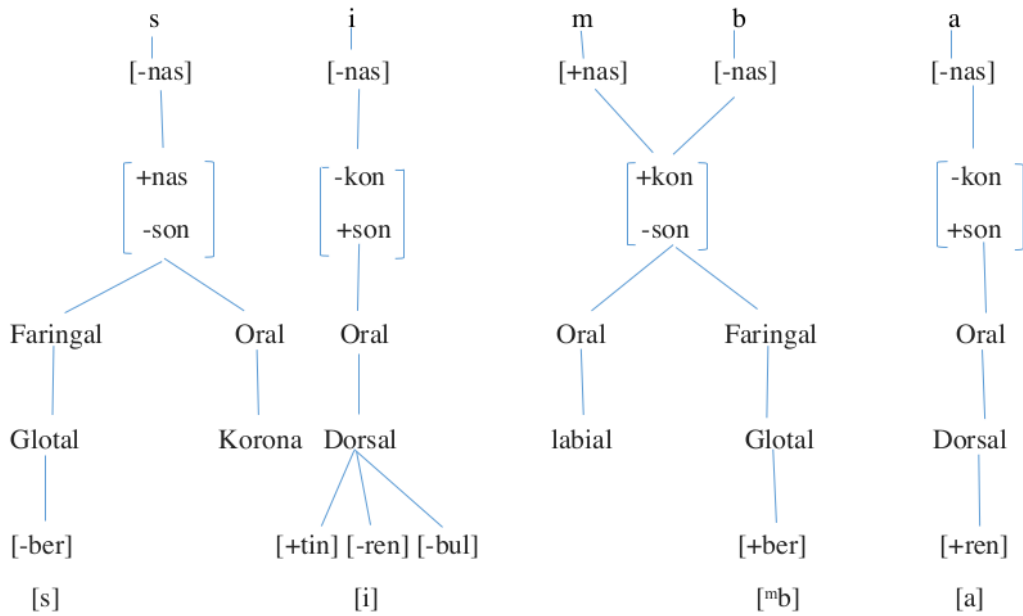 s i m b a
[-nas] [-nas] [+nas] [-nas] [-nas]
+nas -kon +kon -kon
-son +son -son +son
Faringal Oral Oral Oral Faringal Oral
Glotal Korona Dorsal labial Glotal Dorsal
[-ber] [+tin] [-ren] [-bul] [+ber] [+ren]
[s] [i] [ᵐb] [a]